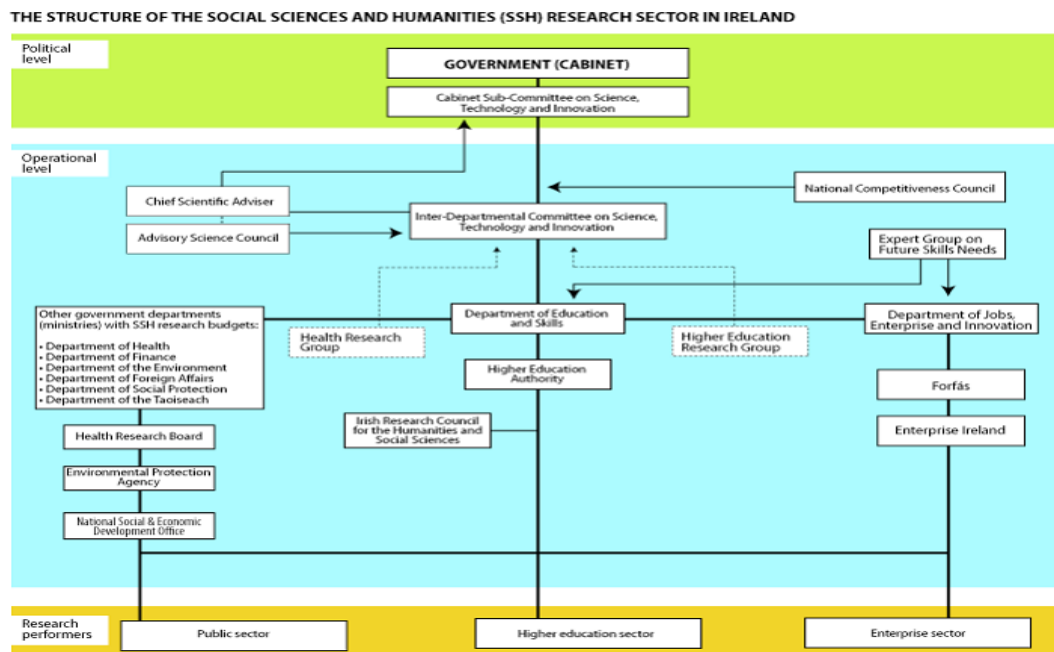 THE STRUCTURE OF THE SOCIAL SCIENCES AND HUMANITIES (SSH) RESEARCH SECTOR IN IRELAND
Political
level
GOVERNMENT (CABINET)
Cabinet Sub-Committee on Science,
Technology and Innovation
Operational
level
Chief Scientific Adviser
National Competitiveness Council
Inter-Departmental Committee on Science,
Technology and Innovation
Advisory Science Council
Expert Group on
Future Skills Needs
Other government departments
(ministries) with SSH research budgets:
• Department of Health
• Department of Finance
• Department of the Environment
• Department of Foreign Affairs
• Department of Social Protection
• Department of the Taoiseach
Health Research
Group
Department of Education
and Skills
Higher Education
Research Group
Department of Jobs,
Enterprise and Innovation
Higher Education
Authority
Forfás
Irish Research Council
for the Humanities and
Social Sciences
Enterprise Ireland
Health Research Board
Environmental Protection
Agency
National Social & Economic
Development Office
Research
performers
Public sector
Higher education sector
Enterprise sector